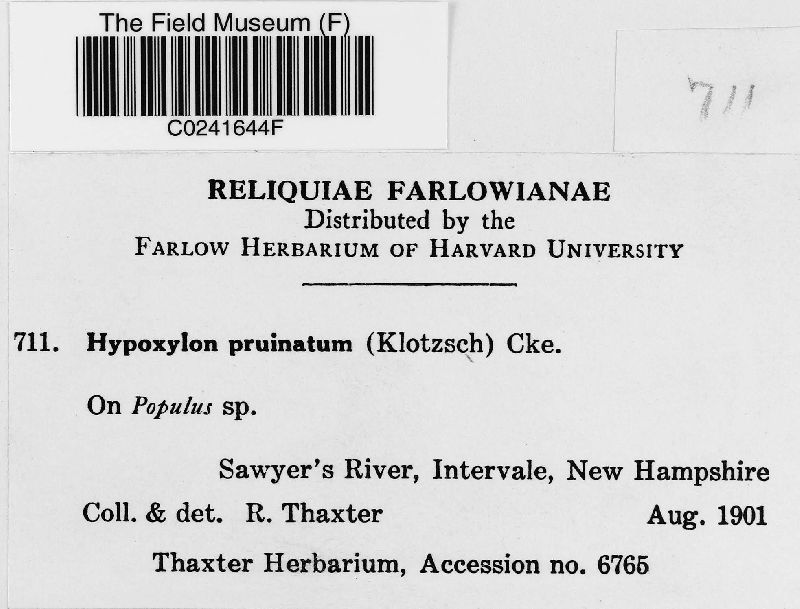 The Field Museum (F)
C0241644F
711
RELIQUIAE FARLOWIANAE
Distributed by the
FARLOW HERBARIUM OF HARVARD UNIVERSITY
711. Hypoxylon pruinatum (Klotzsch) Cke.
On Populus sp.
Sawyer's River, Intervale, New Hampshire
Coll. & det. R. Thaxter Aug. 1901
Thaxter Herbarium, Accession no. 6765